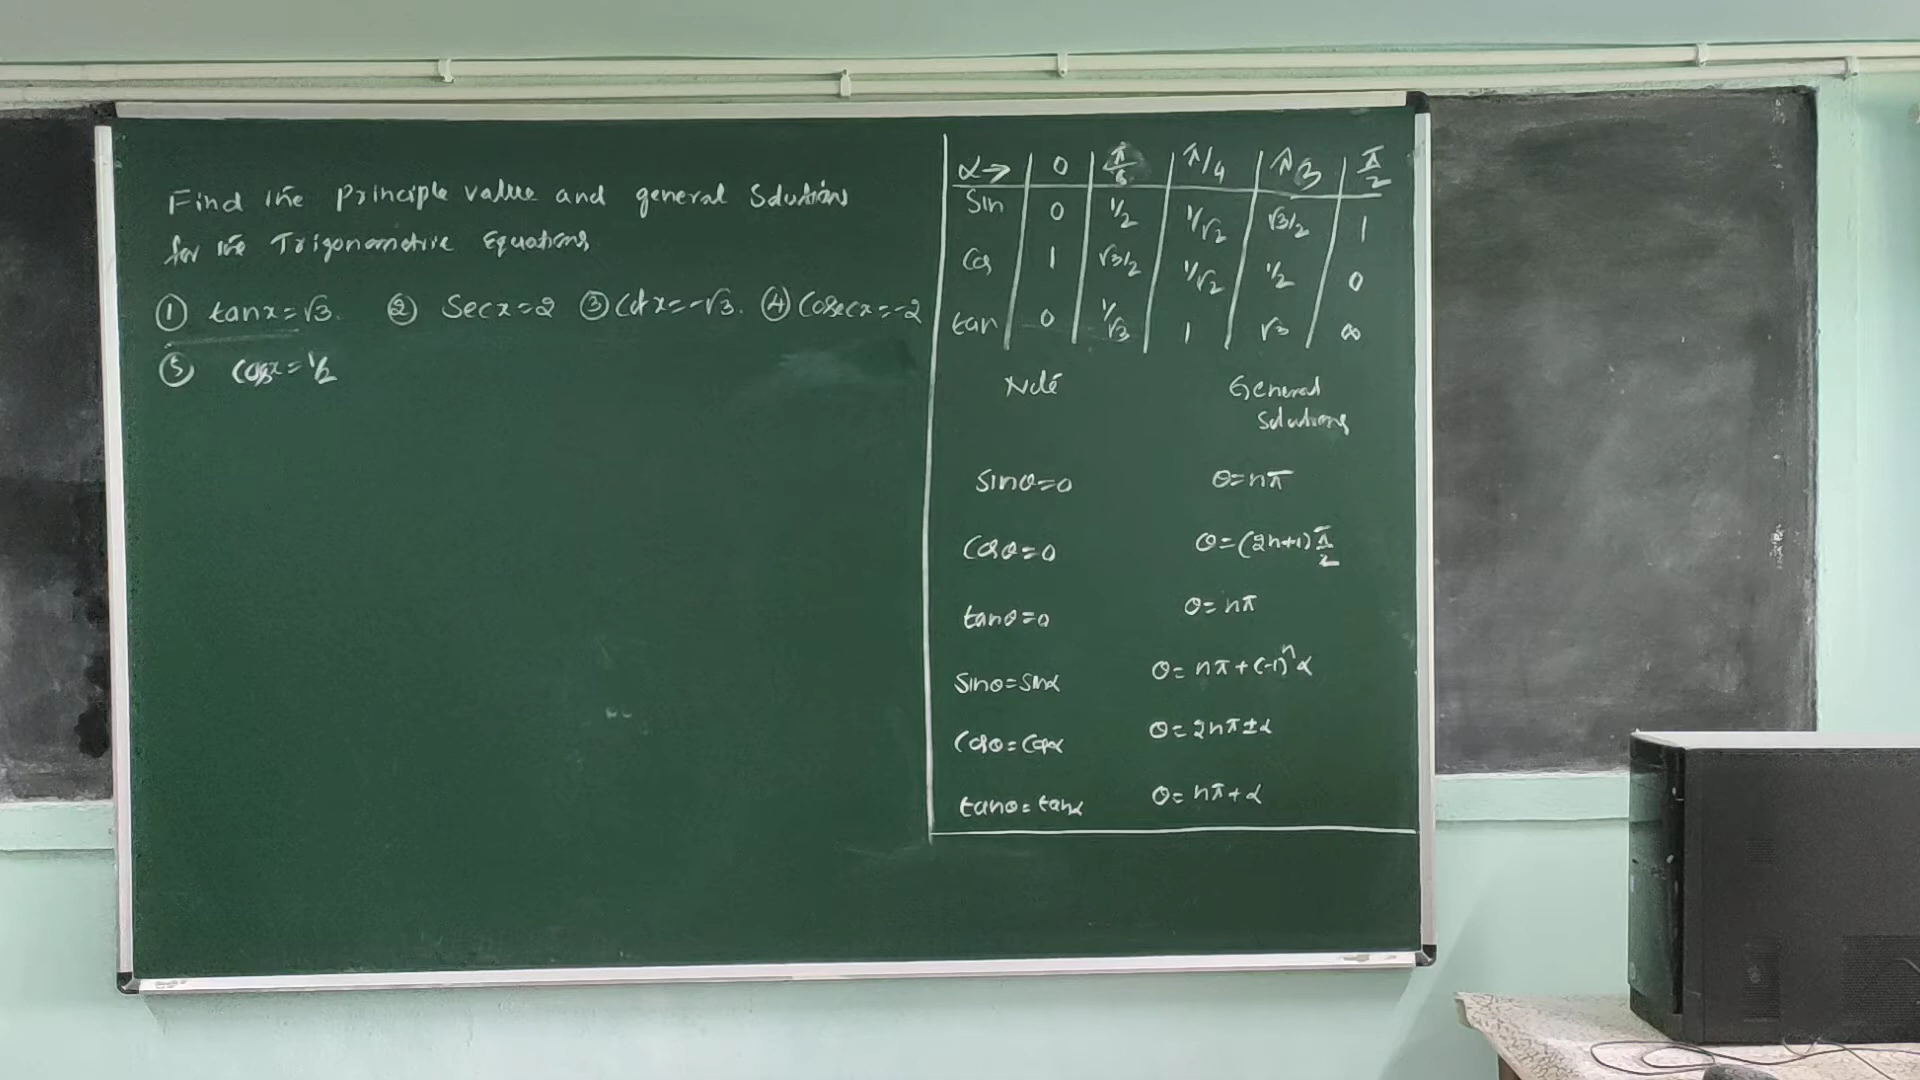 Find the Principle value and general Solutions
for the Trigonometric Equations
① tanx=√3. ② Secx=2 ③ Cotx=-√3. ④ Cosecx=-2
⑤ Cosx=1/2
α→ 0 π/6 π/4 π/3 π/2
Sin 0 1/2 1/√2 √3/2 1
Cos 1 √3/2 1/√2 1/2 0
tan 0 1/√3 1 √3 ∞
Note General
Solutions
Sinθ=0 θ=nπ
Cosθ=0 θ=(2n+1)π/2
tanθ=0 θ=nπ
Sinθ=Sinα θ=nπ+(-1)ⁿα
Cosθ=Cosα θ=2nπ±α
tanθ=tanα θ=nπ+α